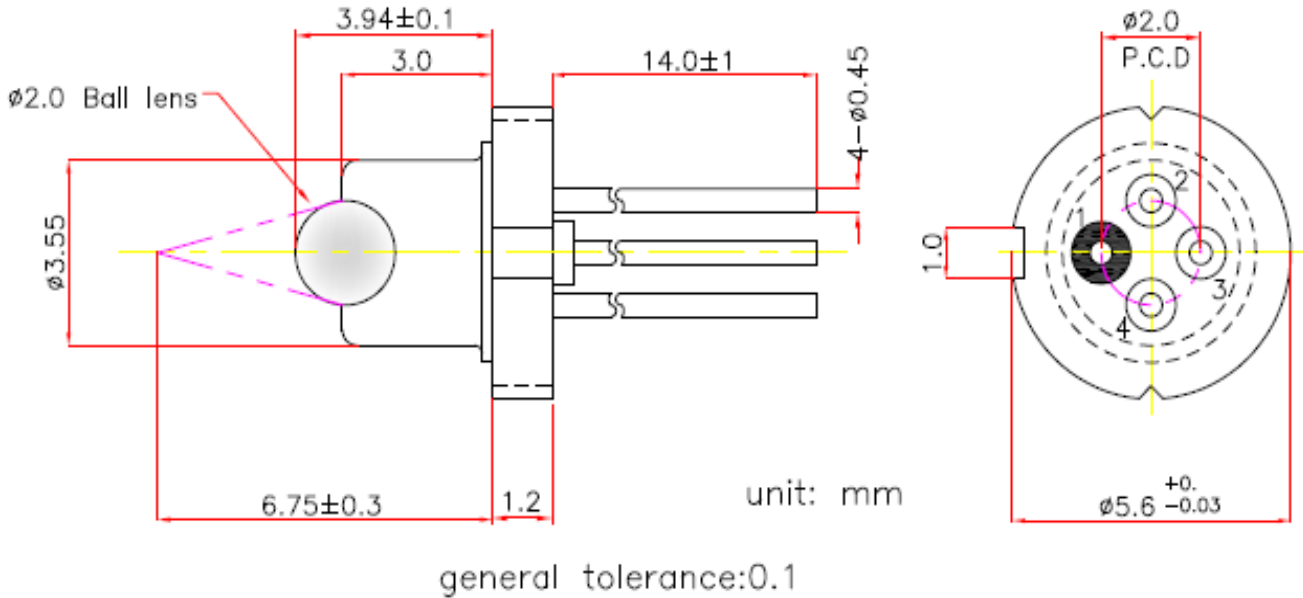 3.94±0.1
3.0
14.0±1
ø2.0
P.C.D
ø2.0 Ball lens
4-ø0.45
ø3.55
1
2
3
4
1.0
6.75±0.3
1.2
unit: mm
ø5.6 +0. -0.03
general tolerance:0.1